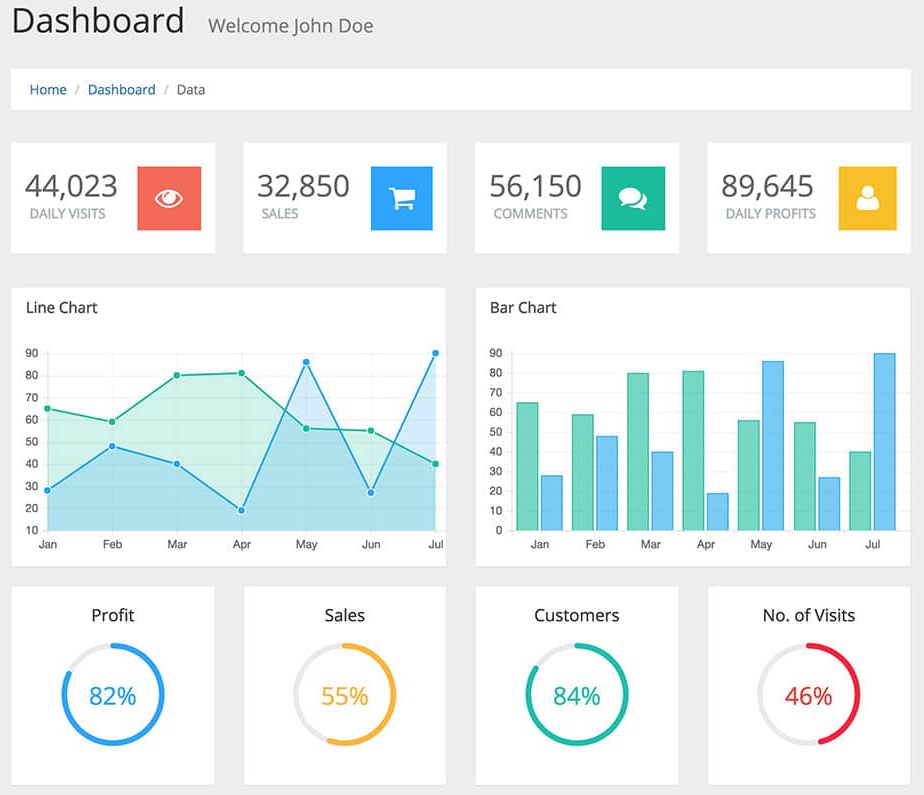 Dashboard Welcome John Doe
Home / Dashboard / Data
44,023
DAILY VISITS
32,850
SALES
56,150
COMMENTS
89,645
DAILY PROFITS
Line Chart
90
80
70
60
50
40
30
20
10
Jan Feb Mar Apr May Jun Jul
Bar Chart
90
80
70
60
50
40
30
20
10
0
Jan Feb Mar Apr May Jun Jul
Profit
82%
Sales
55%
Customers
84%
No. of Visits
46%